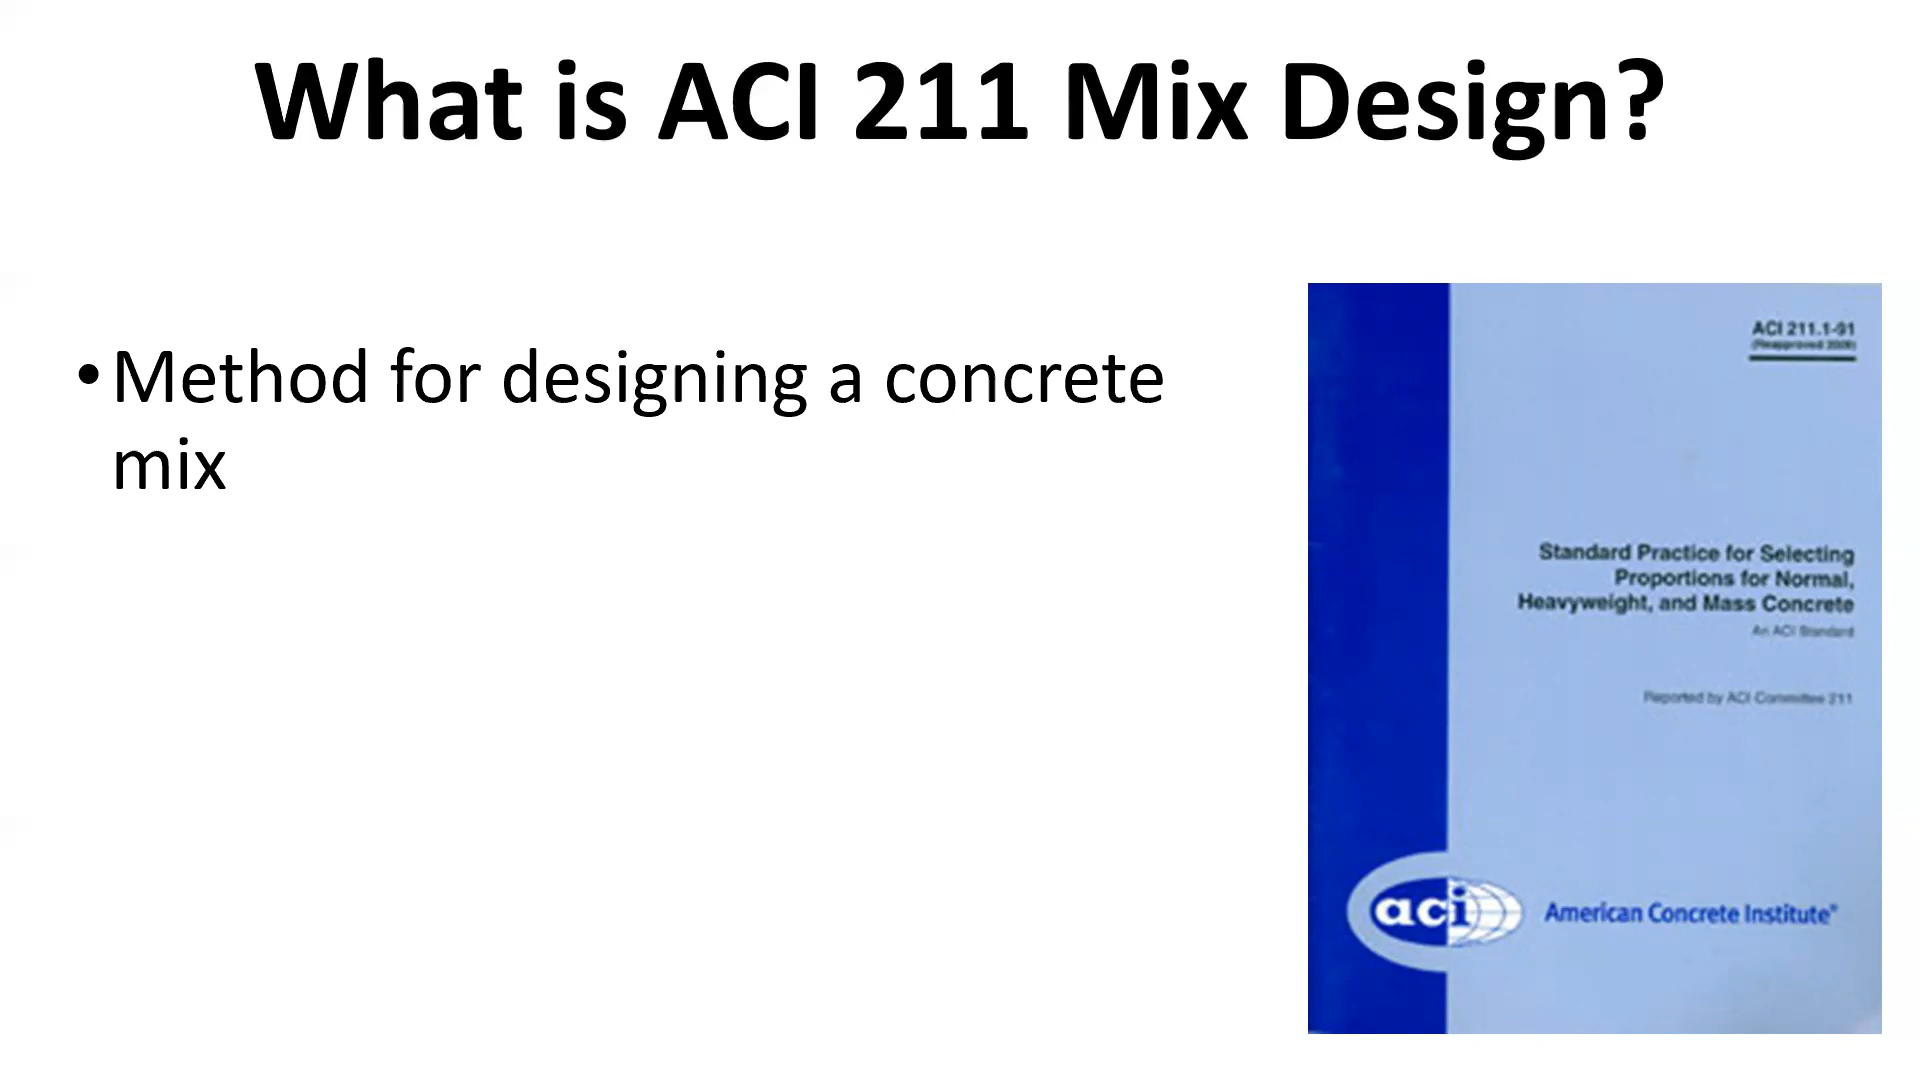 What is ACI 211 Mix Design?
• Method for designing a concrete
mix
ACI 211.1-91
(Reapproved 2009)
Standard Practice for Selecting
Proportions for Normal,
Heavyweight, and Mass Concrete
An ACI Standard
Reported by ACI Committee 211
aci
American Concrete Institute®